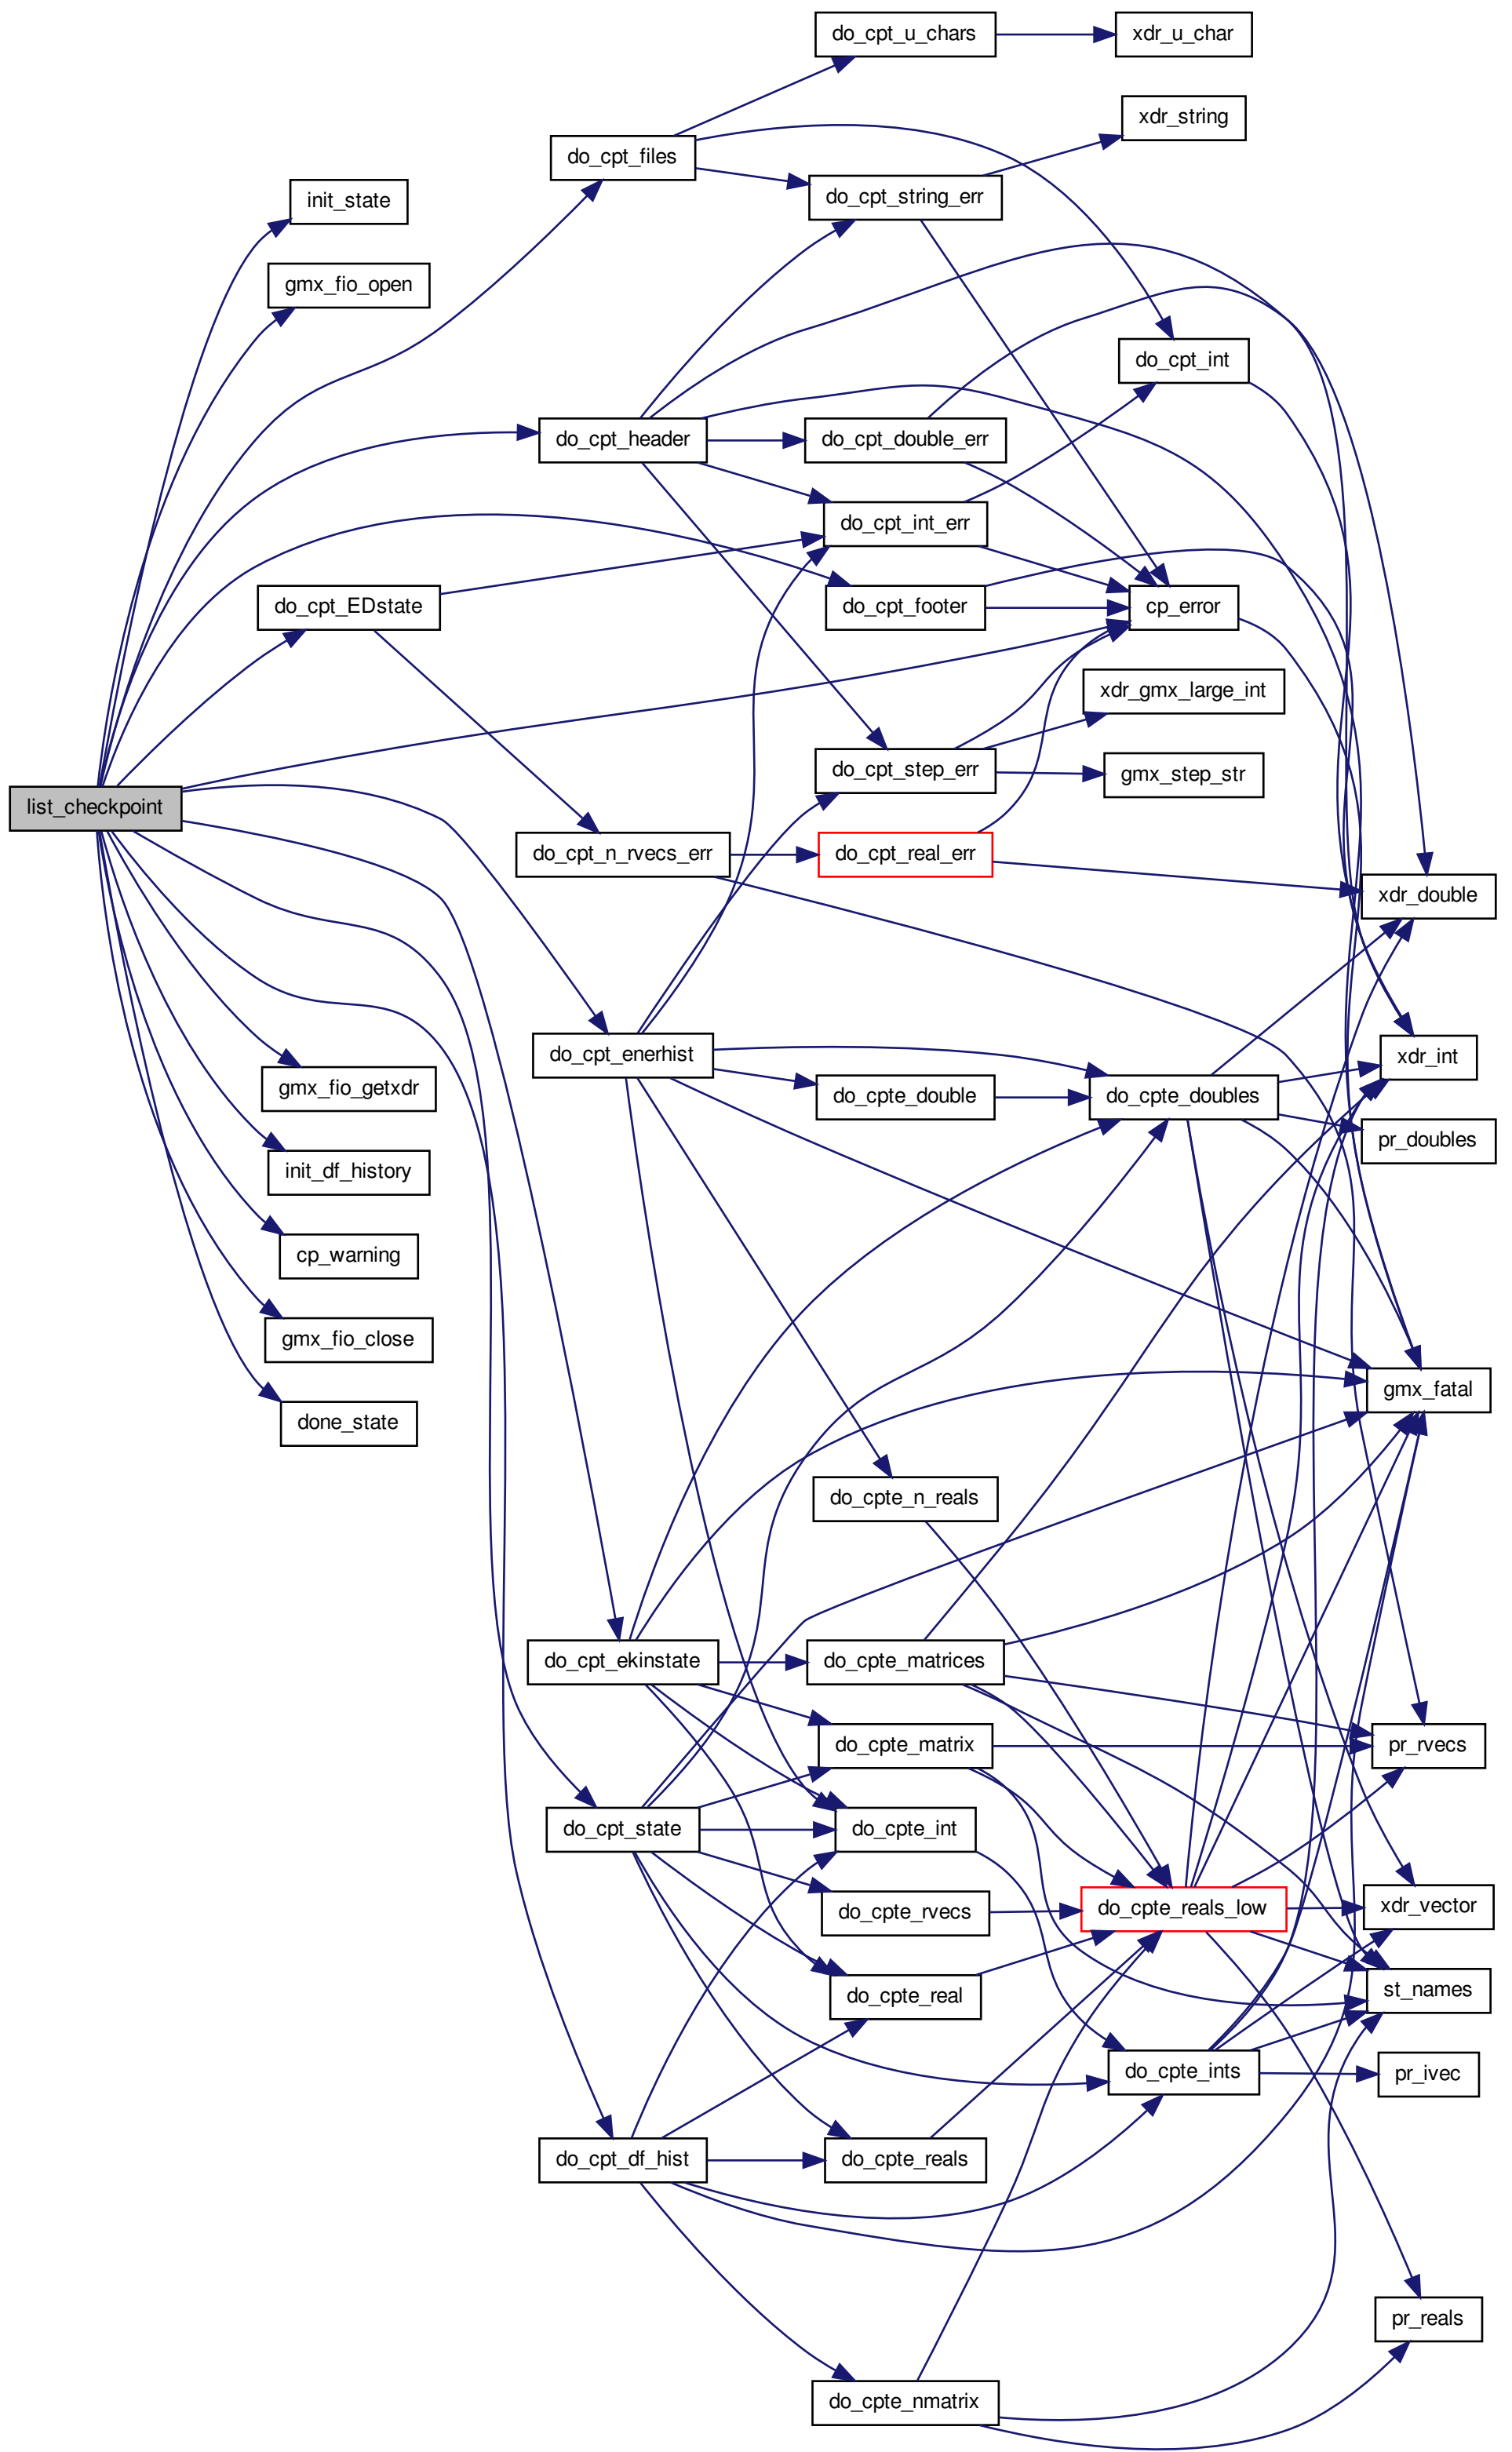 list_checkpoint
init_state
gmx_fio_open
do_cpt_EDstate
gmx_fio_getxdr
init_df_history
cp_warning
gmx_fio_close
done_state
do_cpt_files
do_cpt_header
do_cpt_n_rvecs_err
do_cpt_enerhist
do_cpt_ekinstate
do_cpt_state
do_cpt_df_hist
do_cpt_u_chars
do_cpt_string_err
do_cpt_double_err
do_cpt_int_err
do_cpt_footer
do_cpt_step_err
do_cpt_real_err
do_cpte_double
do_cpte_n_reals
do_cpte_matrices
do_cpte_matrix
do_cpte_int
do_cpte_rvecs
do_cpte_real
do_cpte_reals
do_cpte_nmatrix
xdr_u_char
xdr_string
do_cpt_int
cp_error
xdr_gmx_large_int
gmx_step_str
do_cpte_doubles
do_cpte_reals_low
do_cpte_ints
xdr_double
xdr_int
pr_doubles
gmx_fatal
pr_rvecs
xdr_vector
st_names
pr_ivec
pr_reals